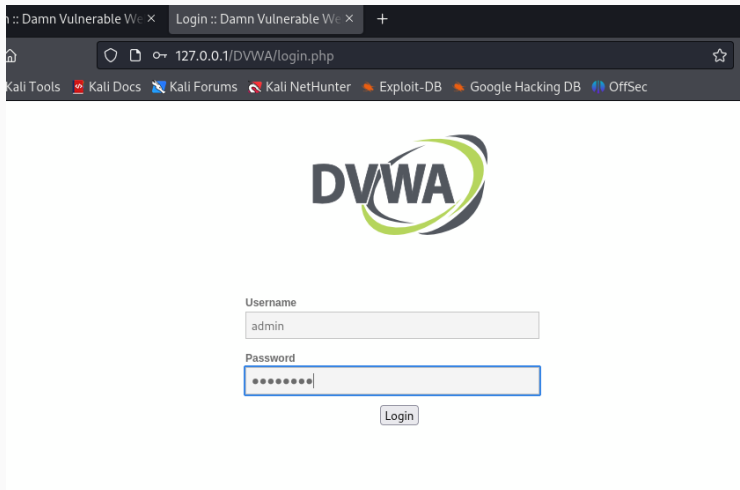 n :: Damn Vulnerable We × Login :: Damn Vulnerable We × +
127.0.0.1/DVWA/login.php
Kali Tools Kali Docs Kali Forums Kali NetHunter Exploit-DB Google Hacking DB OffSec
DVWA
Username
admin
Password
••••••••
Login